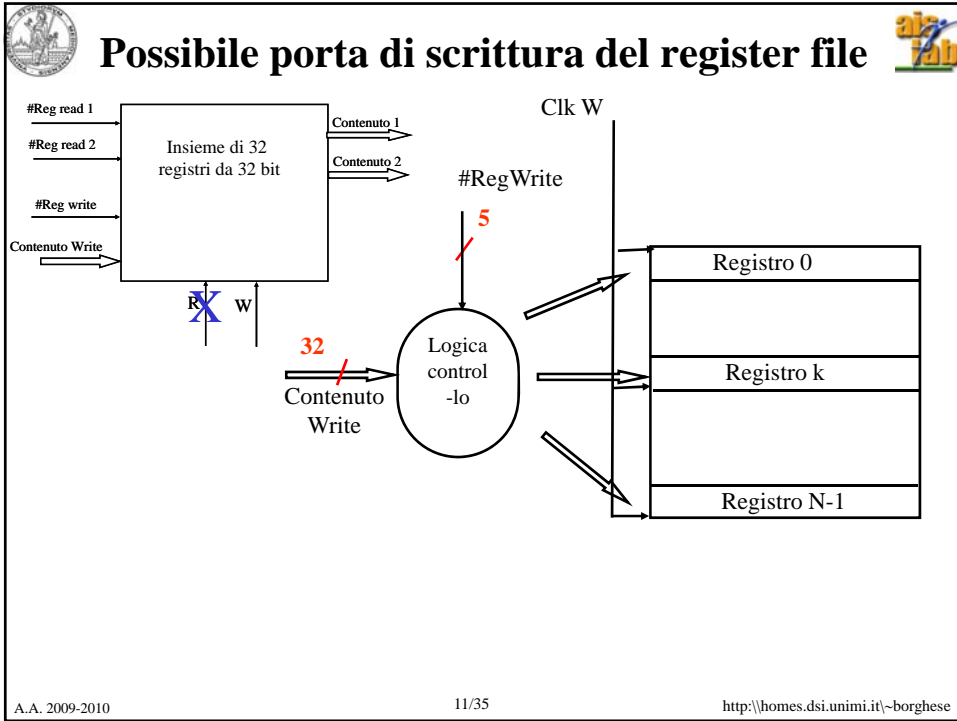 Possibile porta di scrittura del register file
#Reg read 1
#Reg read 2
#Reg write
Contenuto Write
Insieme di 32
registri da 32 bit
Contenuto 1
Contenuto 2
R
X
W
Clk W
#RegWrite
5
32
Contenuto
Write
Logica
control
-lo
Registro 0
Registro k
Registro N-1
A.A. 2009-2010
11/35
http:\\homes.dsi.unimi.it\~borghese